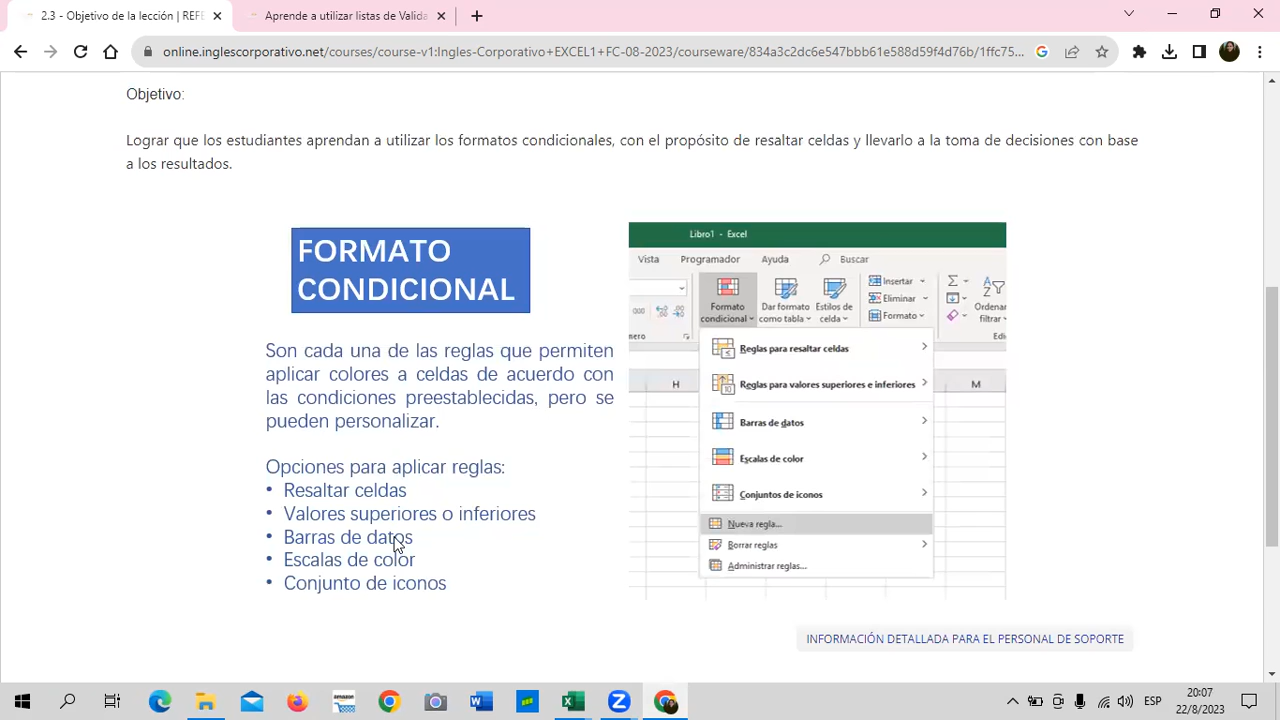 2.3 - Objetivo de la lección | REFE
Aprende a utilizar listas de Valida
online.inglescorporativo.net/courses/course-v1:Ingles-Corporativo+EXCEL1+FC-08-2023/courseware/834a3c2dc6e547bbb61e588d59f4d76b/1ffc75...
Objetivo:
Lograr que los estudiantes aprendan a utilizar los formatos condicionales, con el propósito de resaltar celdas y llevarlo a la toma de decisiones con base
a los resultados.
FORMATO
CONDICIONAL
Son cada una de las reglas que permiten
aplicar colores a celdas de acuerdo con
las condiciones preestablecidas, pero se
pueden personalizar.
Opciones para aplicar reglas:
• Resaltar celdas
• Valores superiores o inferiores
• Barras de datos
• Escalas de color
• Conjunto de iconos
Libro1 - Excel
Vista Programador Ayuda Buscar
Formato
condicional
Dar formato
como tabla
Estilos de
celda
Insertar
Eliminar
Formato
Ordenar
filtrar
000
mero
Edi
H M
Reglas para resaltar celdas
Reglas para valores superiores e inferiores
Barras de datos
Escalas de color
Conjuntos de iconos
Nueva regla...
Borrar reglas
Administrar reglas...
INFORMACIÓN DETALLADA PARA EL PERSONAL DE SOPORTE
ESP
20:07
22/8/2023